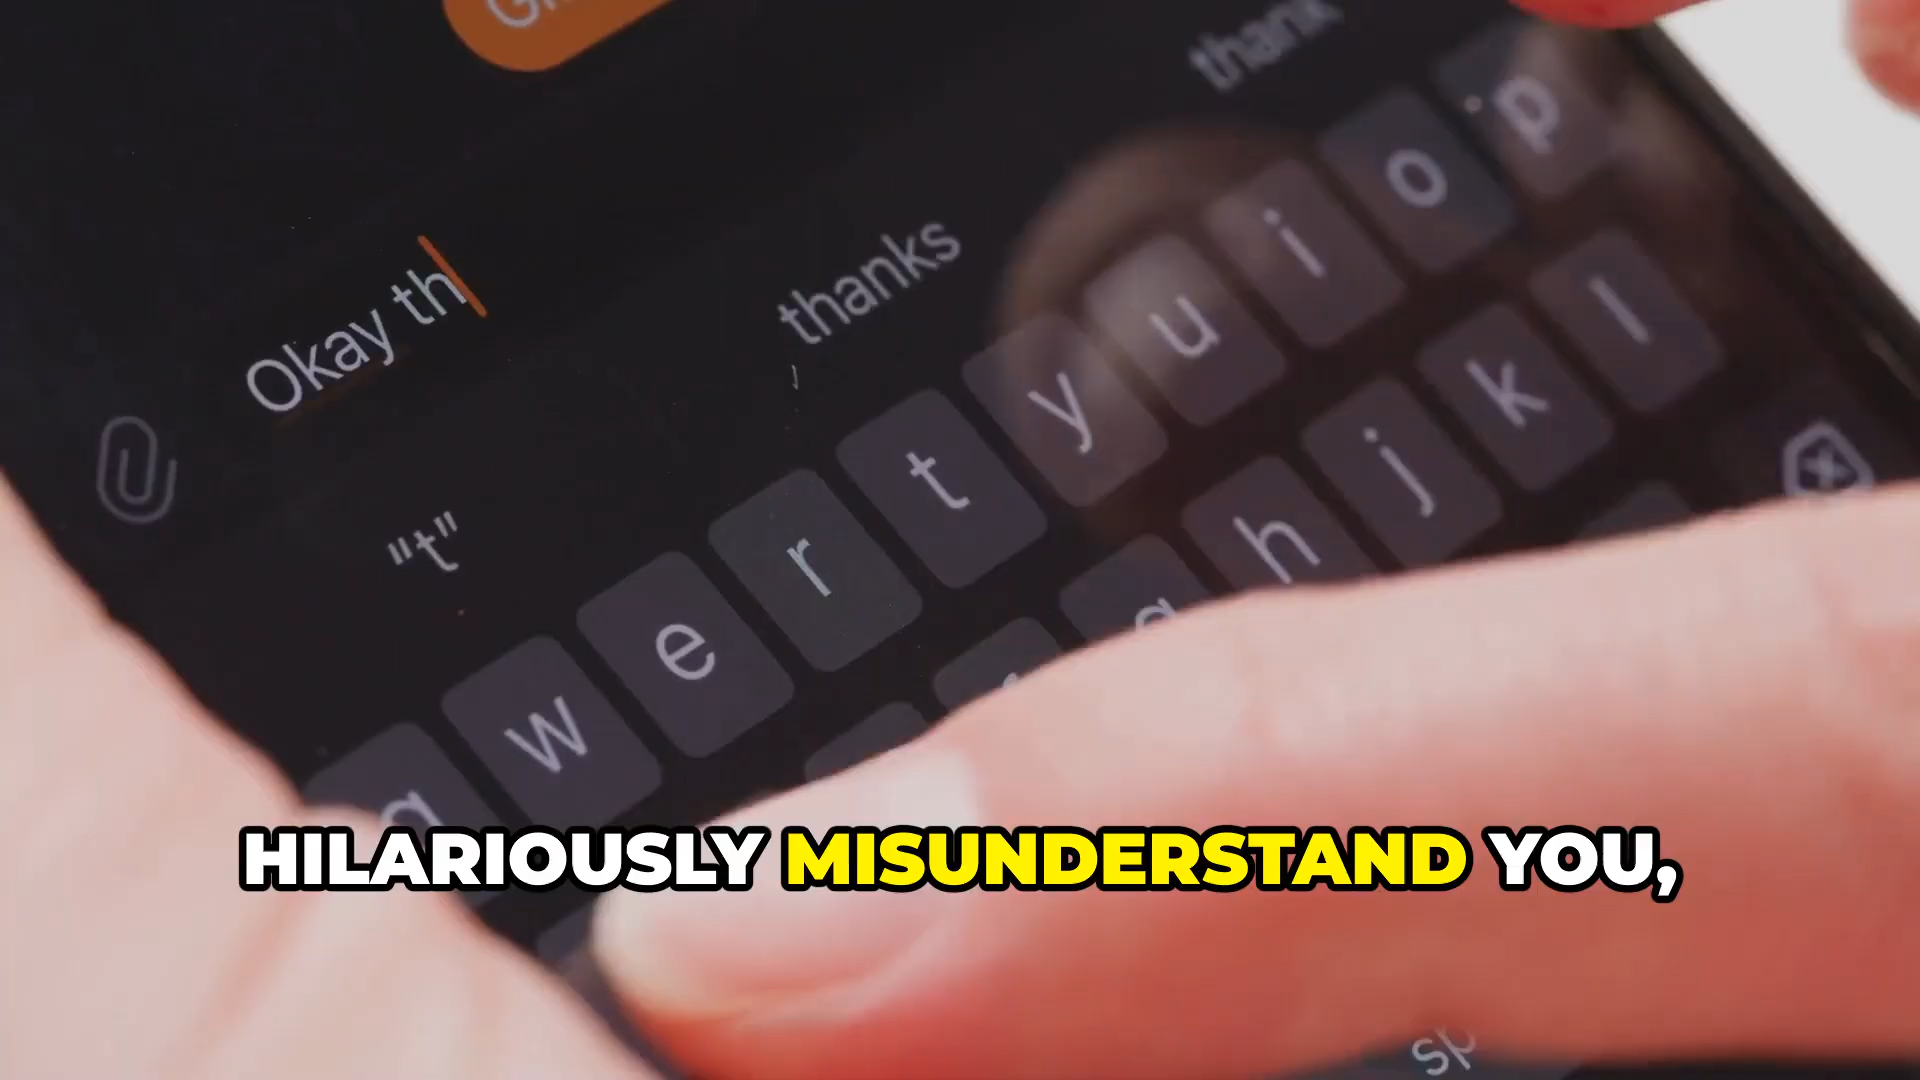 thank
Okay th
thanks
"t"
q w e r t y u i o p
g h j k l
HILARIOUSLY MISUNDERSTAND YOU,